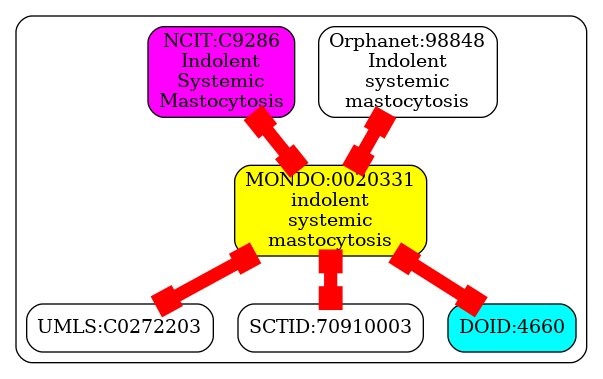 NCIT:C9286
Indolent
Systemic
Mastocytosis
Orphanet:98848
Indolent
systemic
mastocytosis
MONDO:0020331
indolent
systemic
mastocytosis
UMLS:C0272203
SCTID:70910003
DOID:4660